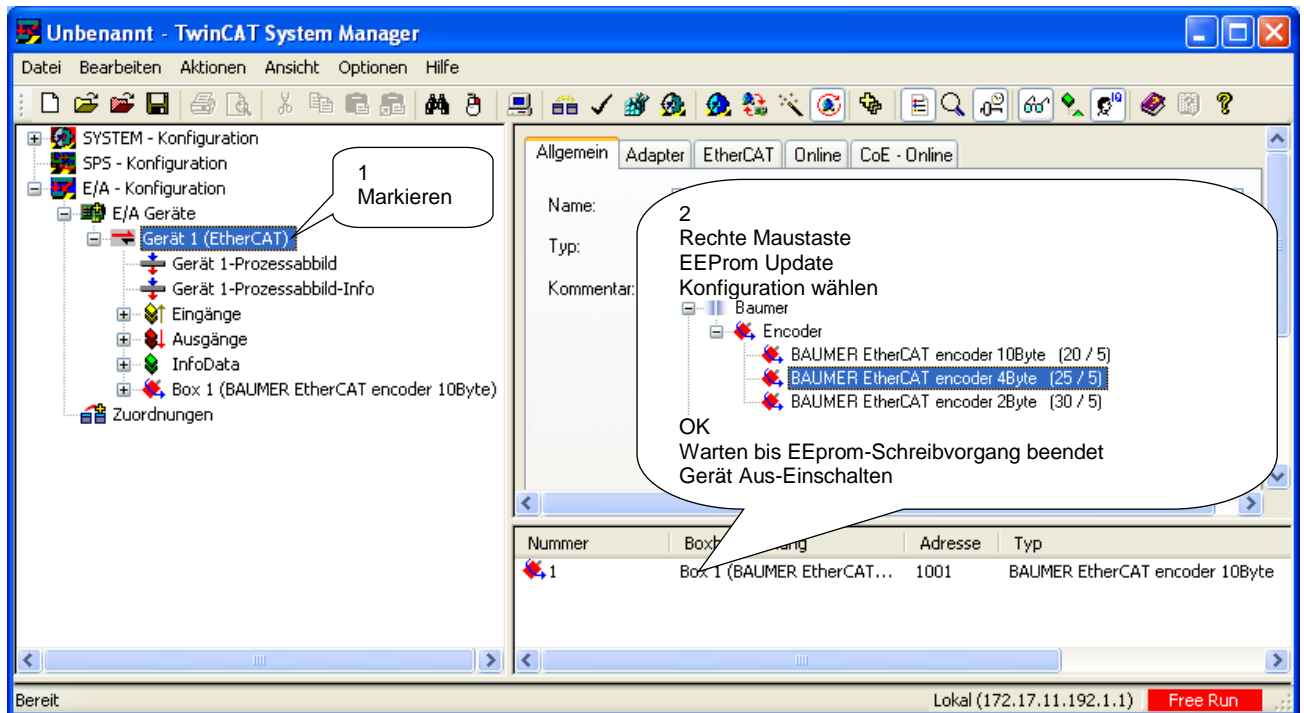 Unbenannt - TwinCAT System Manager
Datei Bearbeiten Aktionen Ansicht Optionen Hilfe
SYSTEM - Konfiguration
SPS - Konfiguration
E/A - Konfiguration
E/A Geräte
Gerät 1 (EtherCAT)
Gerät 1-Prozessabbild
Gerät 1-Prozessabbild-Info
Eingänge
Ausgänge
InfoData
Box 1 (BAUMER EtherCAT encoder 10Byte)
Zuordnungen
1
Markieren
Allgemein Adapter EtherCAT Online CoE - Online
Name:
Typ:
Kommentar:
2
Rechte Maustaste
EEProm Update
Konfiguration wählen
Baumer
Encoder
BAUMER EtherCAT encoder 10Byte (20 / 5)
BAUMER EtherCAT encoder 4Byte (25 / 5)
BAUMER EtherCAT encoder 2Byte (30 / 5)
OK
Warten bis EEprom-Schreibvorgang beendet
Gerät Aus-Einschalten
Nummer Adresse Typ
1 Box 1 (BAUMER EtherCAT... 1001 BAUMER EtherCAT encoder 10Byte
Bereit Lokal (172.17.11.192.1.1) Free Run